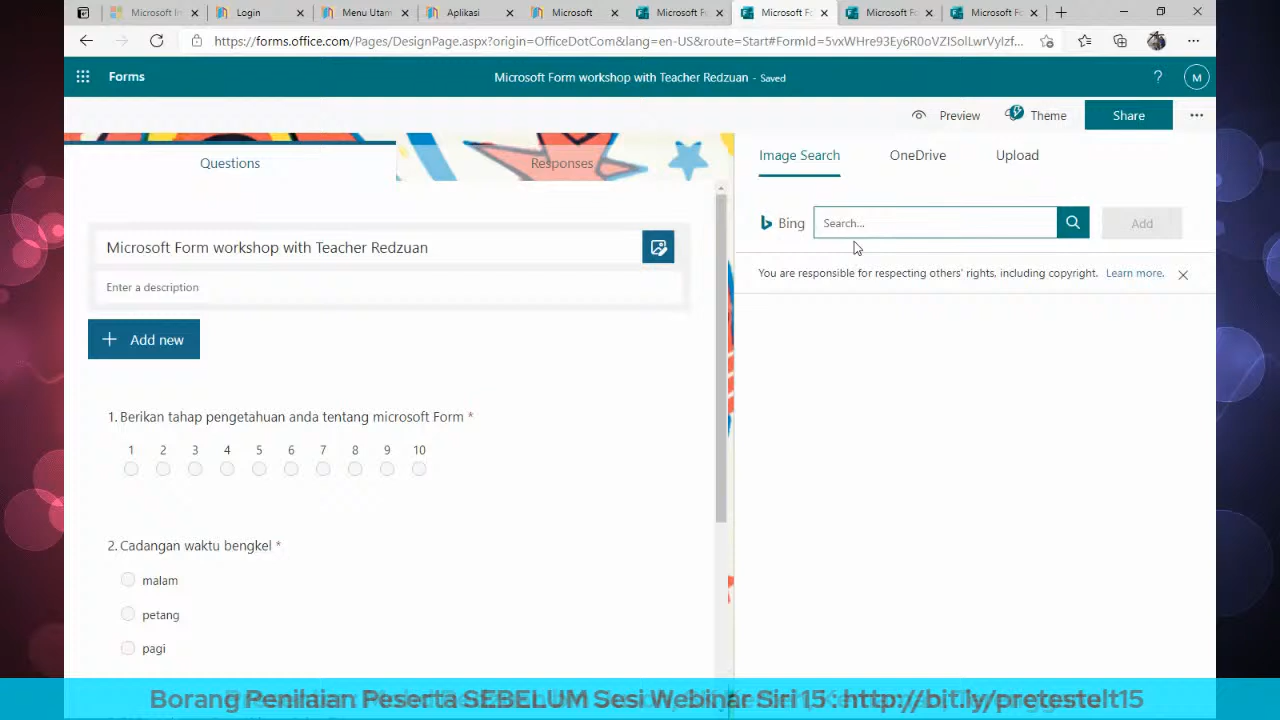 Microsoft In
Login
Menu Utam
Aplikasi
Microsoft
Microsoft Fo
Microsoft Fo
Microsoft Fo
Microsoft Fo
https://forms.office.com/Pages/DesignPage.aspx?origin=OfficeDotCom&lang=en-US&route=Start#FormId=5vxWHre93Ey6R0oVZISolLwrVyIzf...
Forms
Microsoft Form workshop with Teacher Redzuan - Saved
? M
Preview Theme Share ...
Questions
Responses
Image Search OneDrive Upload
Bing Search... Add
Microsoft Form workshop with Teacher Redzuan
Enter a description
You are responsible for respecting others' rights, including copyright. Learn more.
+ Add new
1. Berikan tahap pengetahuan anda tentang microsoft Form *
1 2 3 4 5 6 7 8 9 10
2. Cadangan waktu bengkel *
malam
petang
pagi
Borang Penilaian Peserta SEBELUM Sesi Webinar Siri 15 : http://bit.ly/pretestelt15